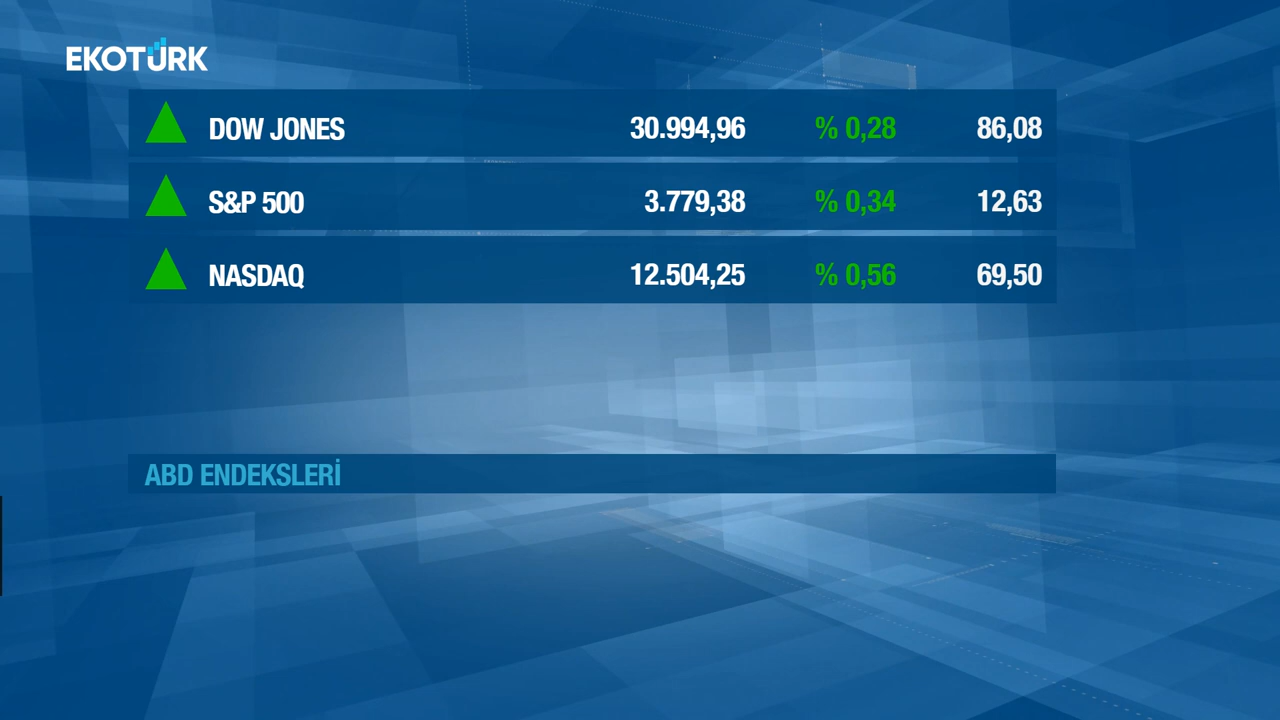 EKOTÜRK
DOW JONES 30.994,96 % 0,28 86,08
S&P 500 3.779,38 % 0,34 12,63
NASDAQ 12.504,25 % 0,56 69,50
ABD ENDEKSLERİ